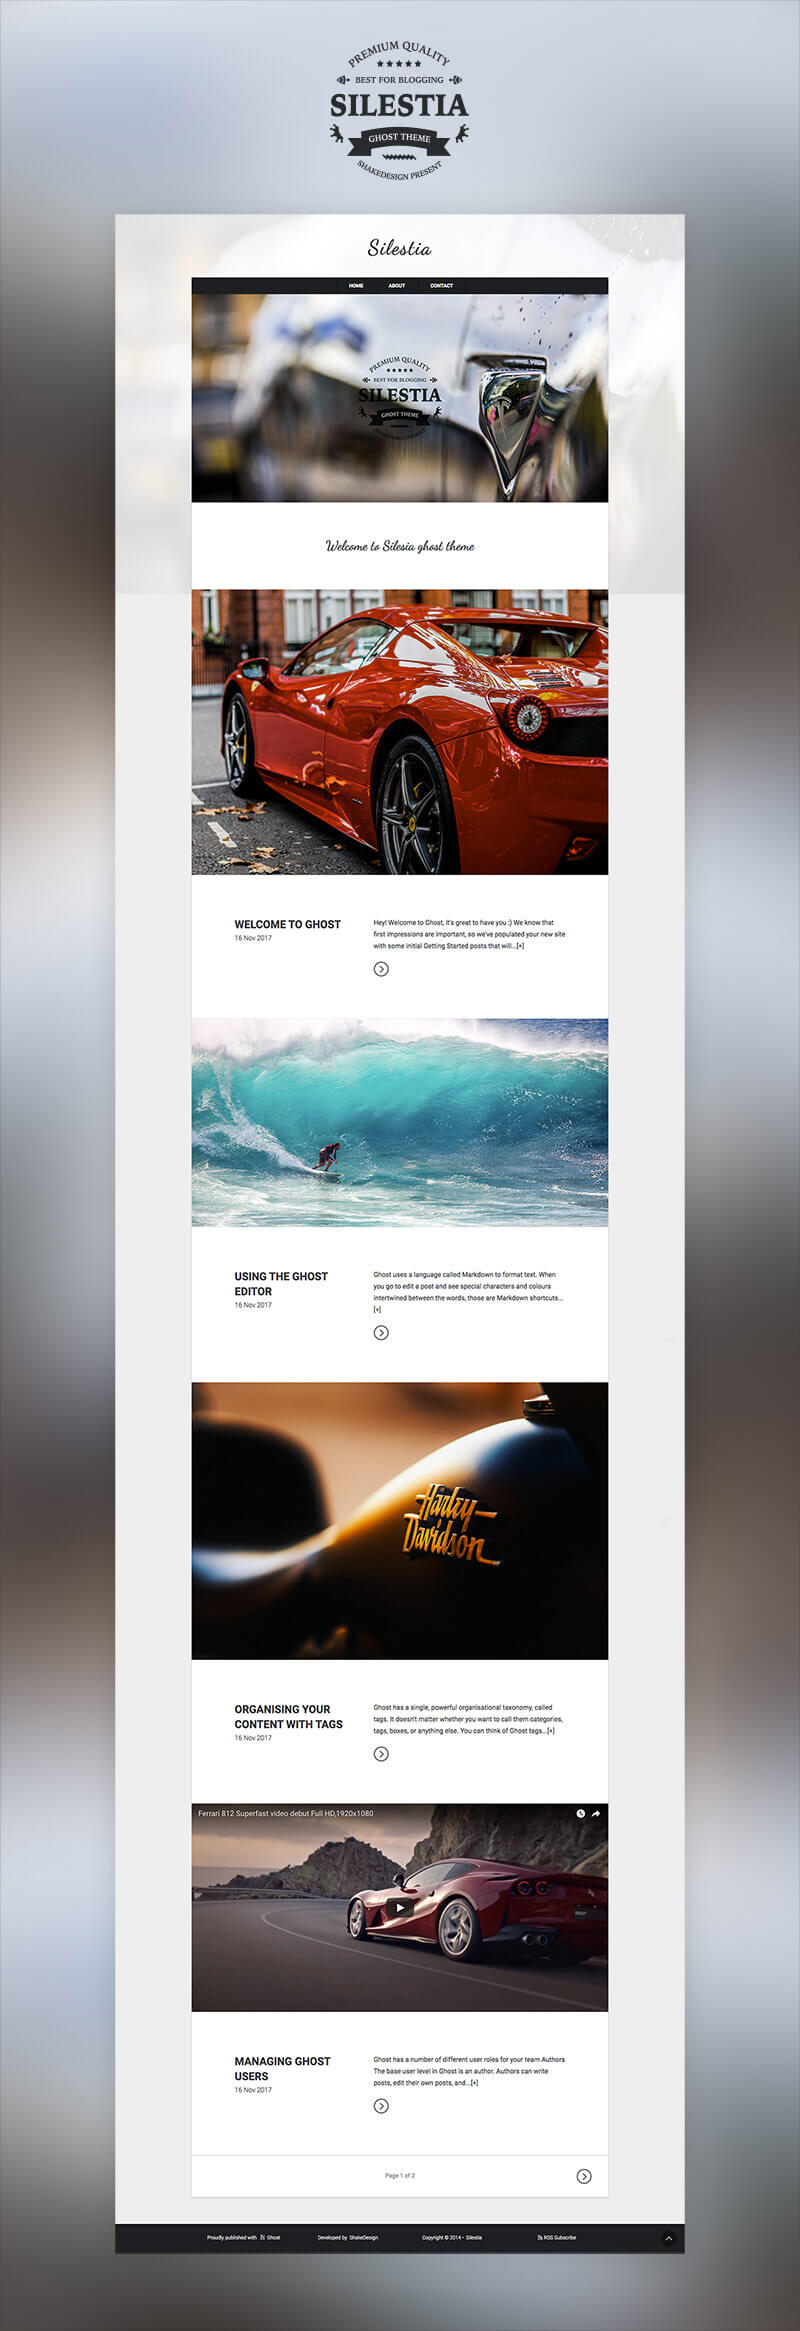 PREMIUM QUALITY
BEST FOR BLOGGING
SILESTIA
GHOST THEME
SHAKEDESIGN PRESENT
Silestia
HOME ABOUT CONTACT
PREMIUM QUALITY
BEST FOR BLOGGING
SILESTIA
GHOST THEME
Welcome to Silesia ghost theme
WELCOME TO GHOST
16 Nov 2017
Hey! Welcome to Ghost, it's great to have you :) We know that
first impressions are important, so we've populated your new site
with some initial Getting Started posts that will...[+]
USING THE GHOST
EDITOR
16 Nov 2017
Ghost uses a language called Markdown to format text. When
you go to edit a post and see special characters and colours
intertwined between the words, those are Markdown shortcuts...
[+]
Harley
Davidson
ORGANISING YOUR
CONTENT WITH TAGS
16 Nov 2017
Ghost has a single, powerful organisational taxonomy, called
tags. It doesn't matter whether you want to call them categories,
tags, boxes, or anything else. You can think of Ghost tags...[+]
Ferrari 812 Superfast video debut Full HD,1920x1080
MANAGING GHOST
USERS
16 Nov 2017
Ghost has a number of different user roles for your team Authors
The base user level in Ghost is an author. Authors can write
posts, edit their own posts, and...[+]
Page 1 of 2
Proudly published with Ghost Developed by ShakeDesign Copyright © 2014 - Silestia RSS Subscribe